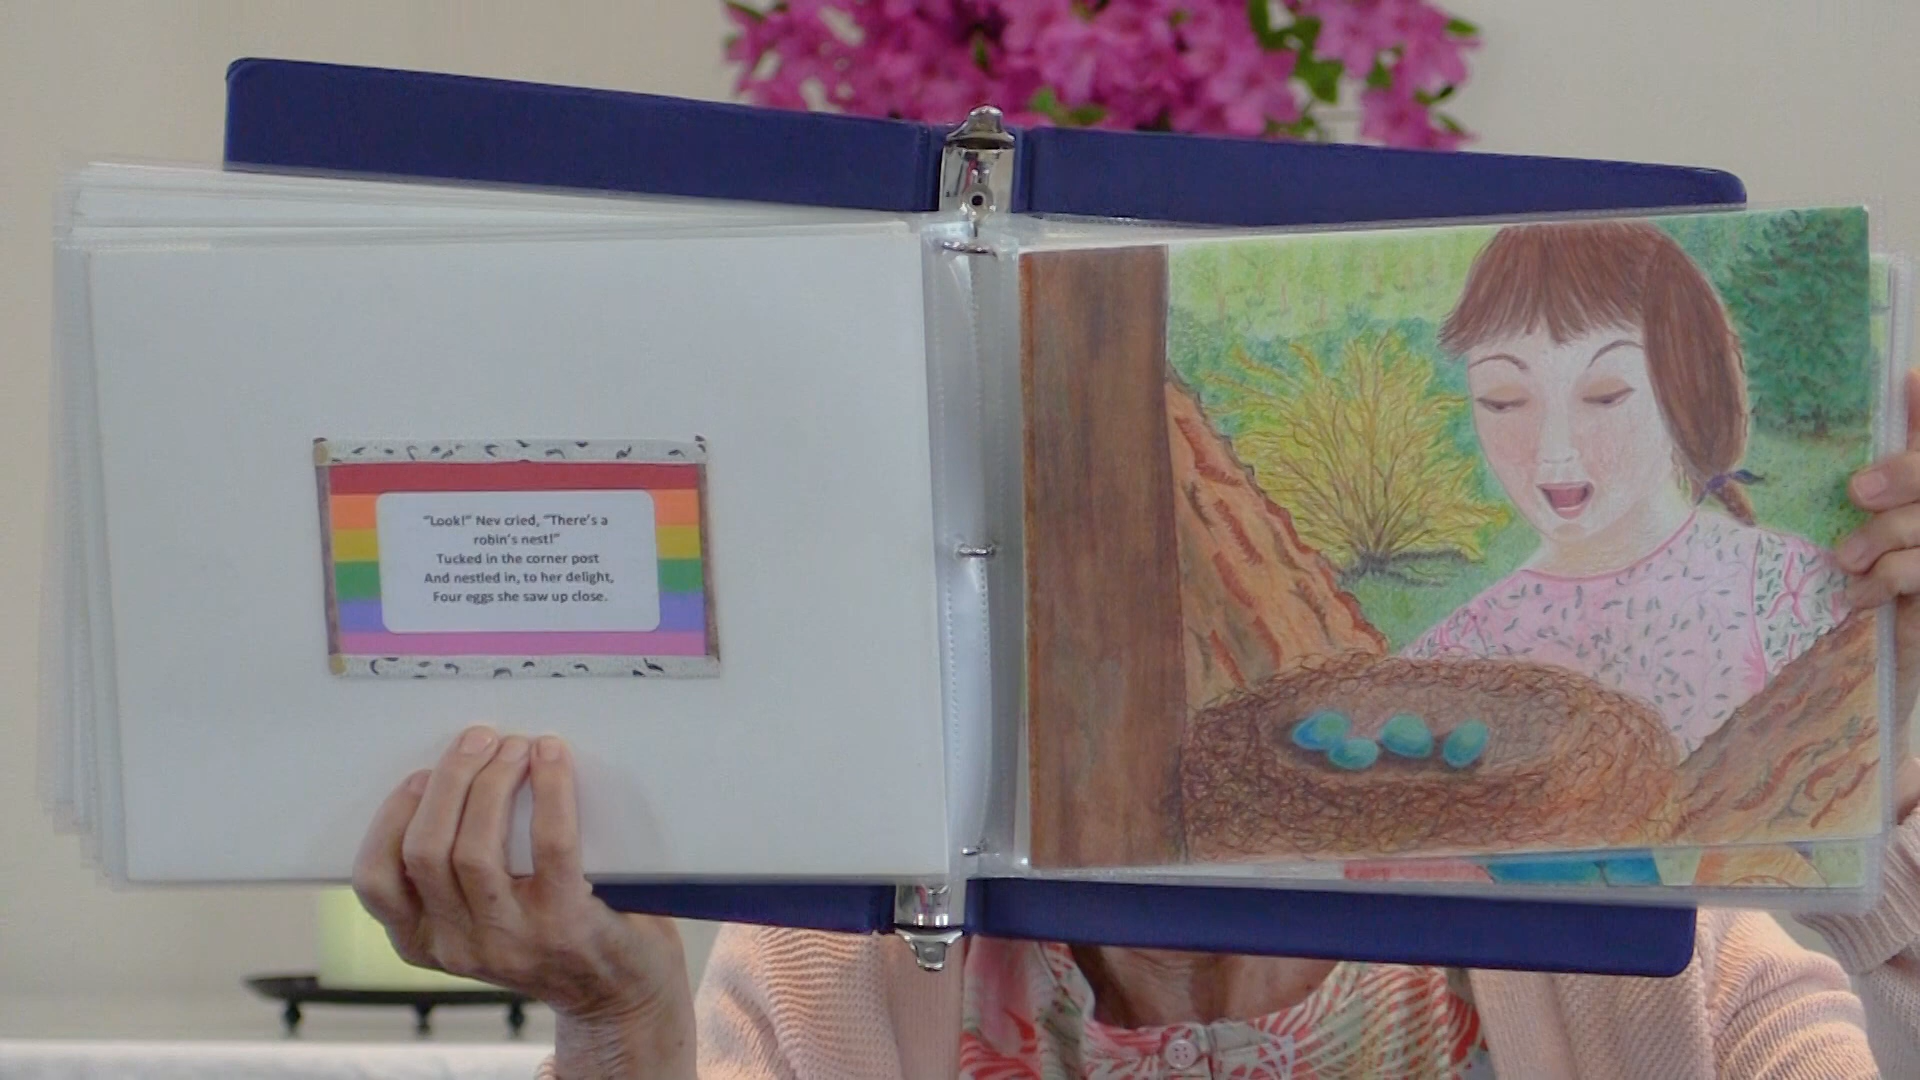 “Look!” Nev cried, “There’s a
robin’s nest!”
Tucked in the corner post
And nestled in, to her delight,
Four eggs she saw up close.